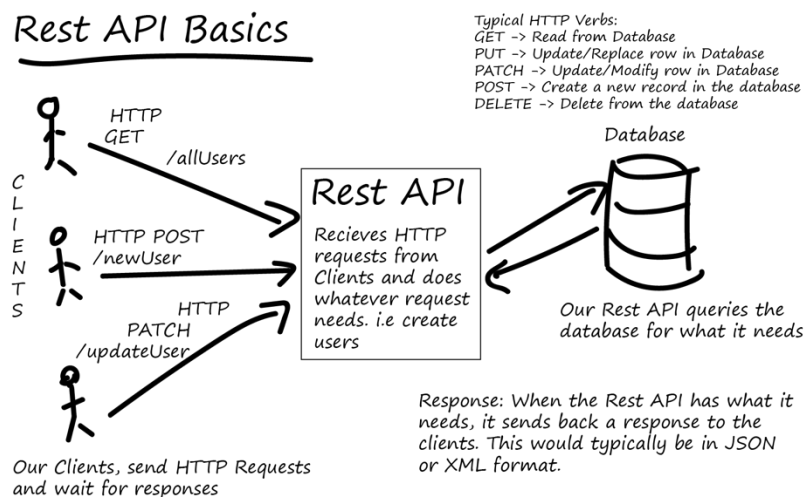 Rest API Basics
Typical HTTP Verbs:
GET -> Read from Database
PUT -> Update/Replace row in Database
PATCH -> Update/Modify row in Database
POST -> Create a new record in the database
DELETE -> Delete from the database
CLIENTS
HTTP
GET
/allUsers
HTTP POST
/newUser
HTTP
PATCH
/updateUser
Rest API
Recieves HTTP
requests from
Clients and does
whatever request
needs. i.e create
users
Database
Our Rest API queries the
database for what it needs
Response: When the Rest API has what it
needs, it sends back a response to the
clients. This would typically be in JSON
or XML format.
Our Clients, send HTTP Requests
and wait for responses